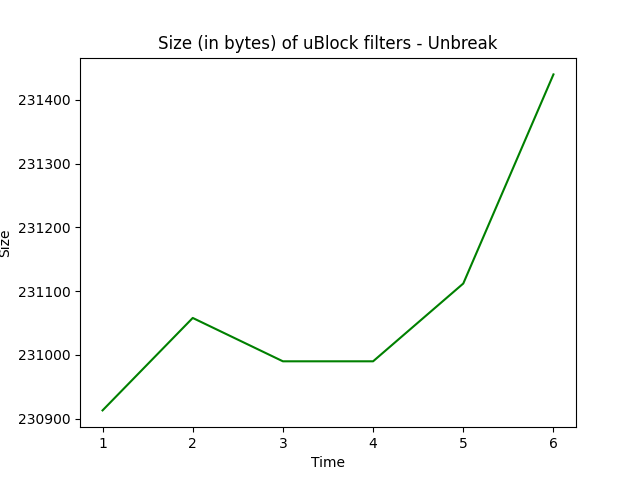 Size (in bytes) of uBlock filters - Unbreak
231400
231300
231200
231100
231000
230900
Size
1 2 3 4 5 6
Time